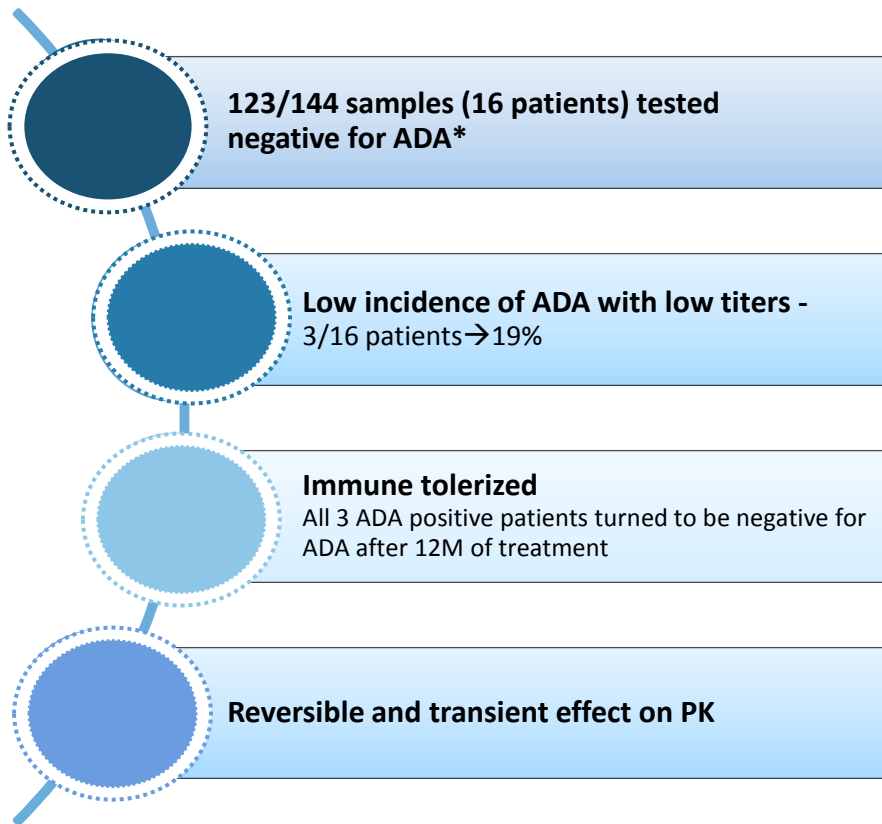 123/144 samples (16 patients) tested
negative for ADA*
Low incidence of ADA with low titers -
3/16 patients→19%
Immune tolerized
All 3 ADA positive patients turned to be negative for
ADA after 12M of treatment
Reversible and transient effect on PK